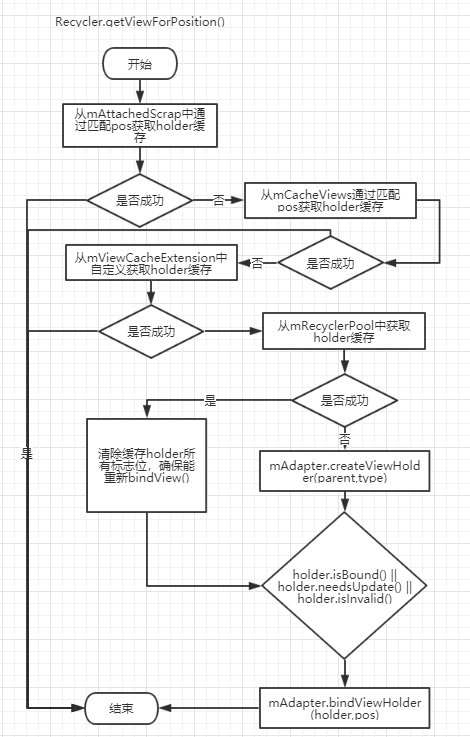 Recycler.getViewForPosition()
开始
从mAttachedScrap中通
过匹配pos获取holder缓
存
是否成功
否
从mCacheViews通过匹配
pos获取holder缓存
从mViewCacheExtension中
自定义获取holder缓存
否
是否成功
是否成功
从mRecyclerPool中获取
holder缓存
是
是否成功
否
是
清除缓存holder所
有标志位，确保能
重新bindView()
mAdapter.createViewHold
er(parent,type)
holder.isBound() ||
holder.needsUpdate() ||
holder.isInvalid()
结束
mAdapter.bindViewHolder
(holder,pos)